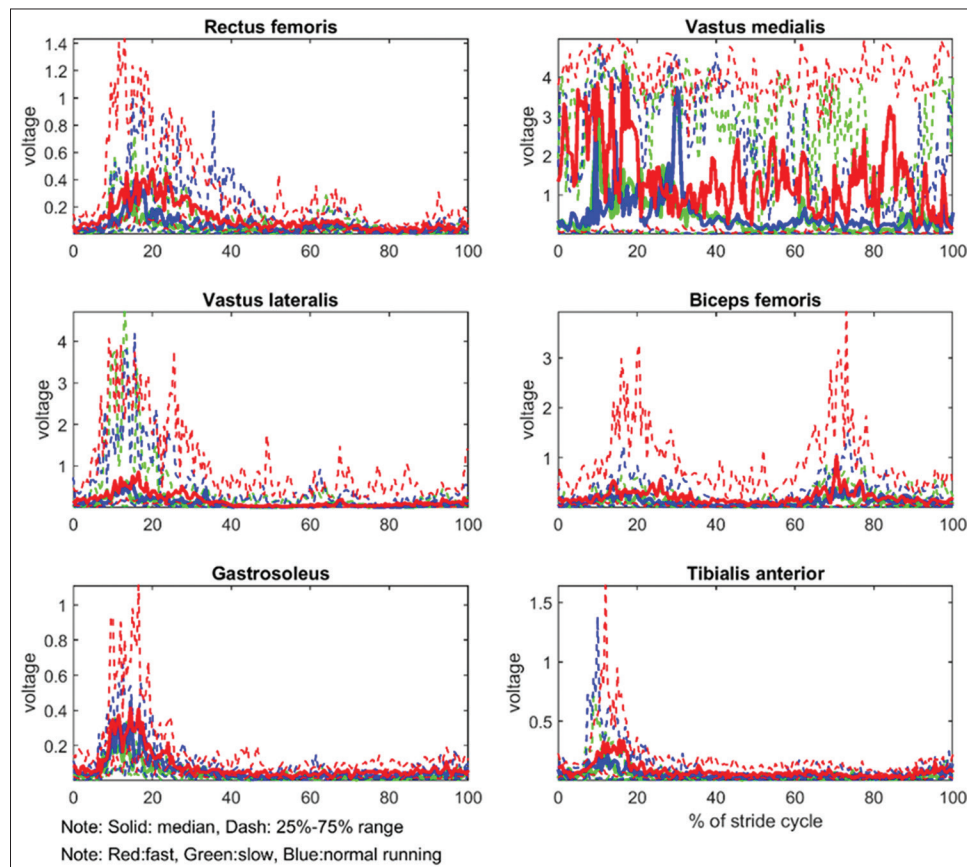 Rectus femoris
voltage
1.4
1.2
1
0.8
0.6
0.4
0.2
0 20 40 60 80 100
Vastus medialis
voltage
4
3
2
1
0 20 40 60 80 100
Vastus lateralis
voltage
4
3
2
1
0 20 40 60 80 100
Biceps femoris
voltage
3
2
1
0 20 40 60 80 100
Gastrosoleus
voltage
1
0.8
0.6
0.4
0.2
0 20 40 60 80 100
Tibialis anterior
voltage
1.5
1
0.5
0 20 40 60 80 100
% of stride cycle
Note: Solid: median, Dash: 25%-75% range
Note: Red:fast, Green:slow, Blue:normal running